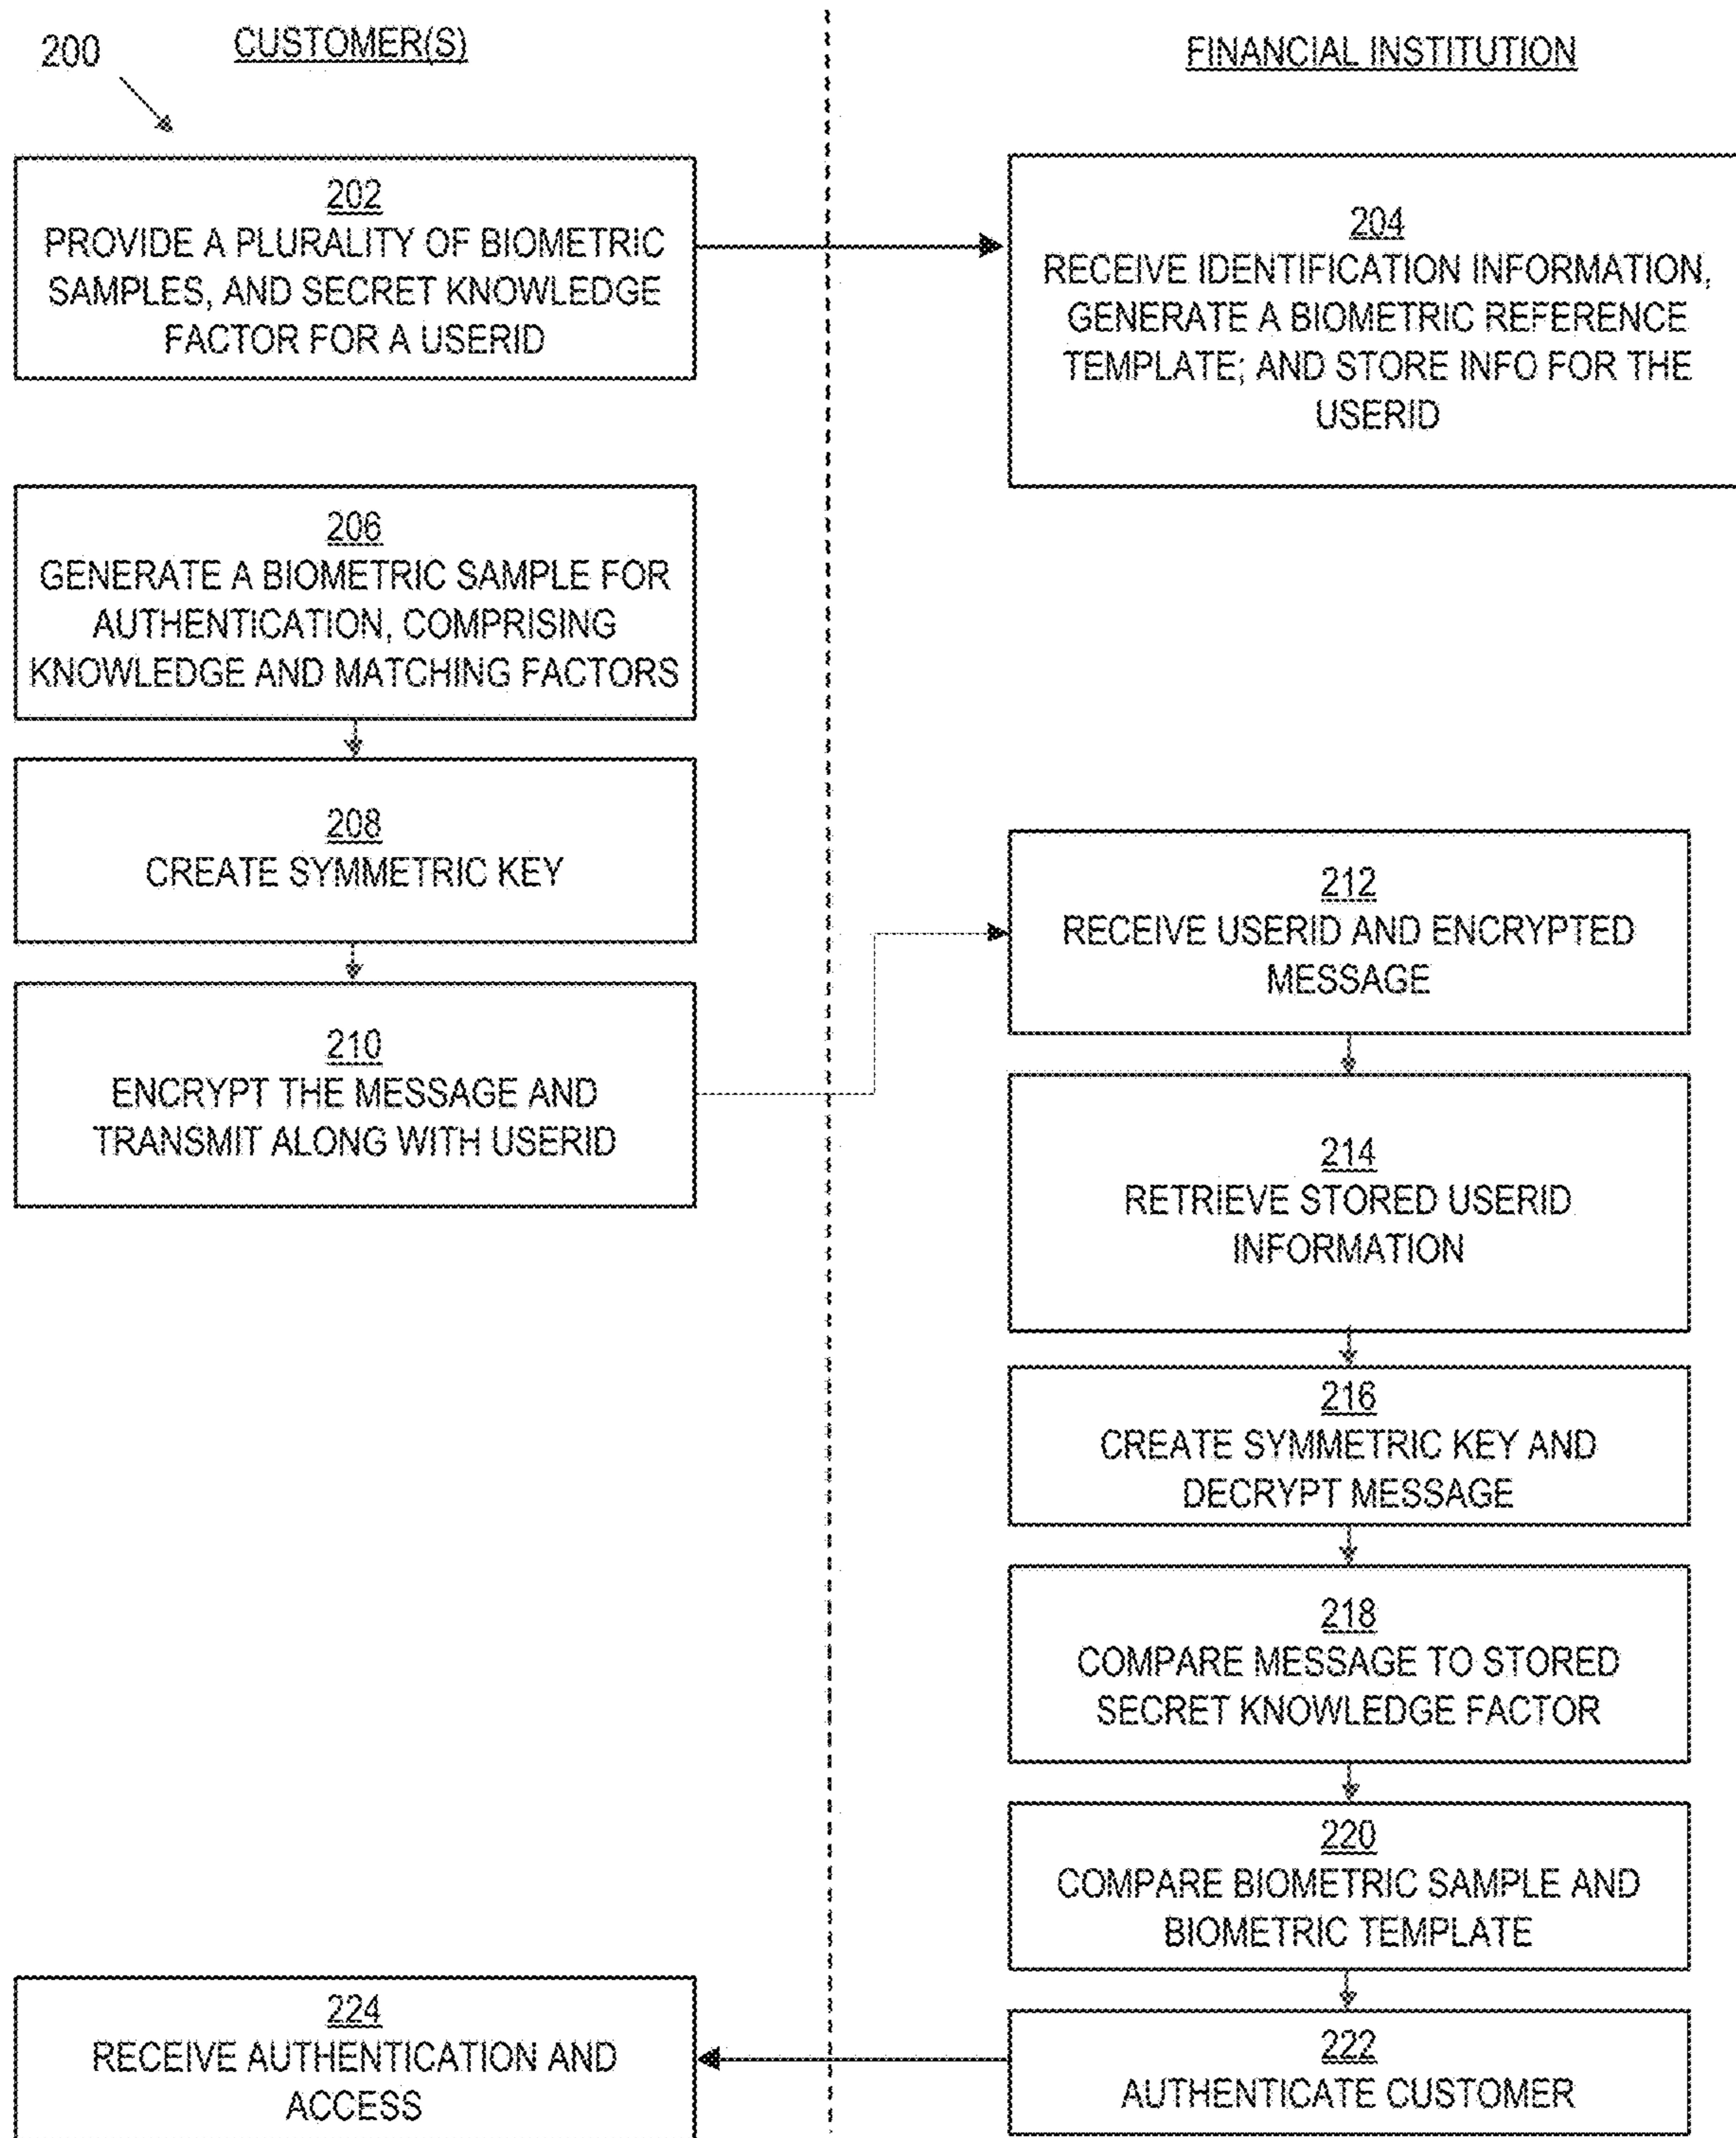 200
CUSTOMER(S)
FINANCIAL INSTITUTION
202
PROVIDE A PLURALITY OF BIOMETRIC
SAMPLES, AND SECRET KNOWLEDGE
FACTOR FOR A USERID
204
RECEIVE IDENTIFICATION INFORMATION,
GENERATE A BIOMETRIC REFERENCE
TEMPLATE; AND STORE INFO FOR THE
USERID
206
GENERATE A BIOMETRIC SAMPLE FOR
AUTHENTICATION, COMPRISING
KNOWLEDGE AND MATCHING FACTORS
208
CREATE SYMMETRIC KEY
210
ENCRYPT THE MESSAGE AND
TRANSMIT ALONG WITH USERID
212
RECEIVE USERID AND ENCRYPTED
MESSAGE
214
RETRIEVE STORED USERID
INFORMATION
216
CREATE SYMMETRIC KEY AND
DECRYPT MESSAGE
218
COMPARE MESSAGE TO STORED
SECRET KNOWLEDGE FACTOR
220
COMPARE BIOMETRIC SAMPLE AND
BIOMETRIC TEMPLATE
222
AUTHENTICATE CUSTOMER
224
RECEIVE AUTHENTICATION AND
ACCESS